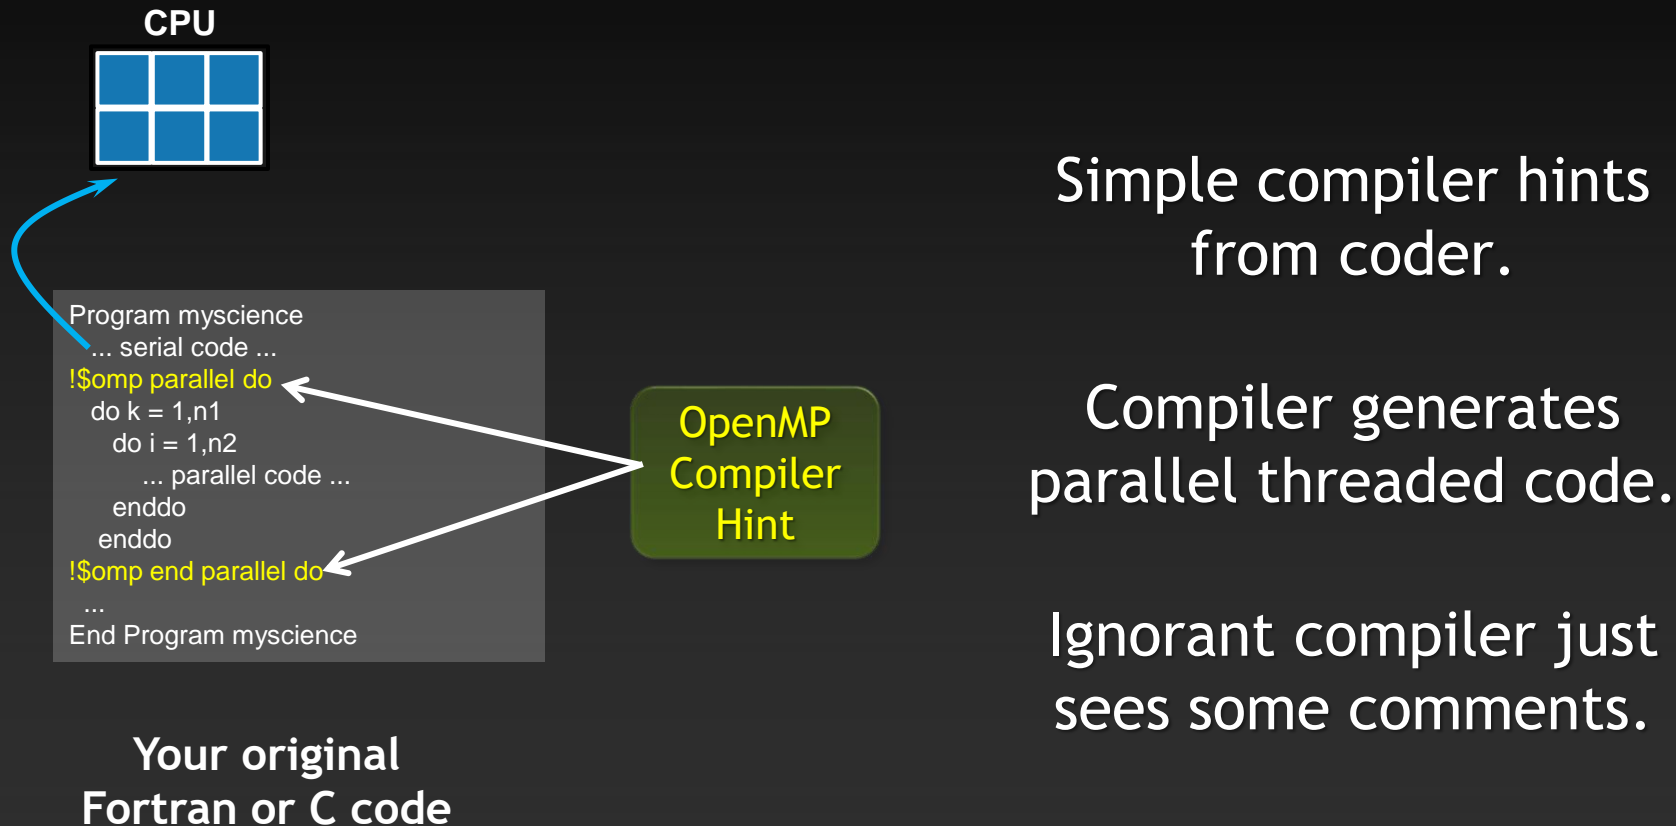 CPU
Program myscience
... serial code ...
!$omp parallel do
do k = 1,n1
do i = 1,n2
... parallel code ...
enddo
enddo
!$omp end parallel do
...
End Program myscience
Your original
Fortran or C code
OpenMP
Compiler
Hint
Simple compiler hints
from coder.
Compiler generates
parallel threaded code.
Ignorant compiler just
sees some comments.